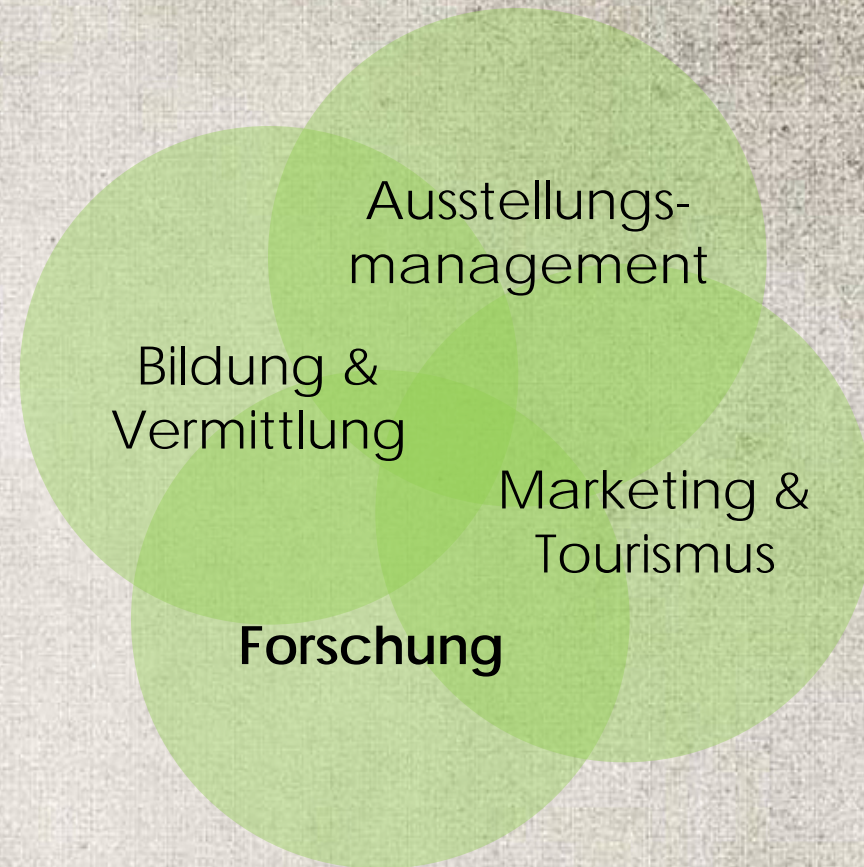 Ausstellungs-
management
Bildung &
Vermittlung
Marketing &
Tourismus
Forschung